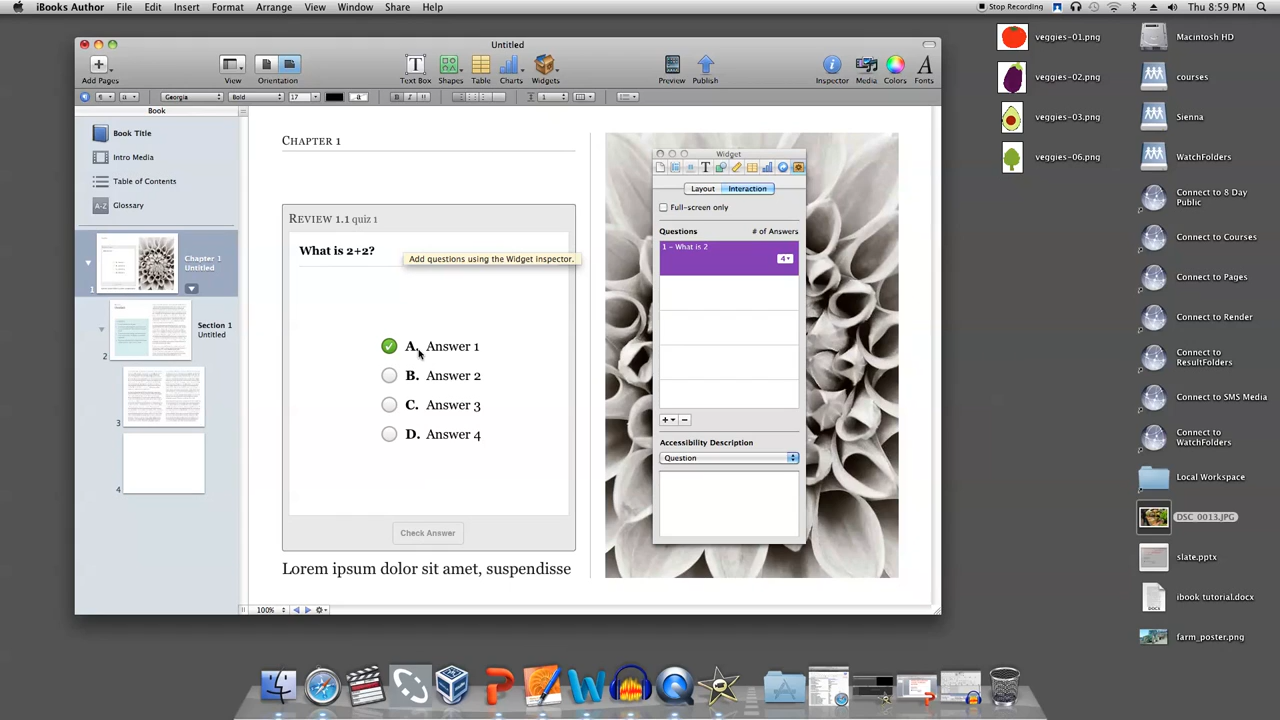 iBooks Author File Edit Insert Format Arrange View Window Share Help
Stop Recording Thu 8:59 PM
Untitled
Add Pages View Orientation Text Box Shapes Table Charts Widgets Preview Publish Inspector Media Colors Fonts
Georgia Bold 17 1
Book
Book Title
Intro Media
Table of Contents
A-Z Glossary
Chapter 1
Untitled
1
Section 1
Untitled
2
3
4
Chapter 1
Review 1.1 quiz 1
What is 2+2?
Add questions using the Widget inspector.
A. Answer 1
B. Answer 2
C. Answer 3
D. Answer 4
Check Answer
Lorem ipsum dolor sit amet, suspendisse
100%
Widget
Layout Interaction
Full-screen only
Questions # of Answers
1 - What is 2
4
Accessibility Description
Question
veggies-01.png
veggies-02.png
veggies-03.png
veggies-06.png
Macintosh HD
courses
Sienna
WatchFolders
Connect to 8 Day
Public
Connect to Courses
Connect to Pages
Connect to Render
Connect to
ResultFolders
Connect to SMS Media
Connect to
WatchFolders
Local Workspace
DSC_0013.JPG
slate.pptx
DOCX
ibook tutorial.docx
farm_poster.png